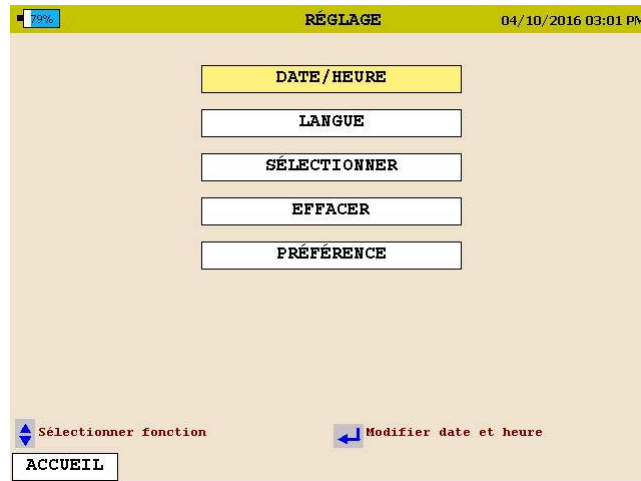 79% RÉGLAGE 04/10/2016 03:01 PM
DATE/HEURE
LANGUE
SÉLECTIONNER
EFFACER
PRÉFÉRENCE
Sélectionner fonction Modifier date et heure
ACCUEIL